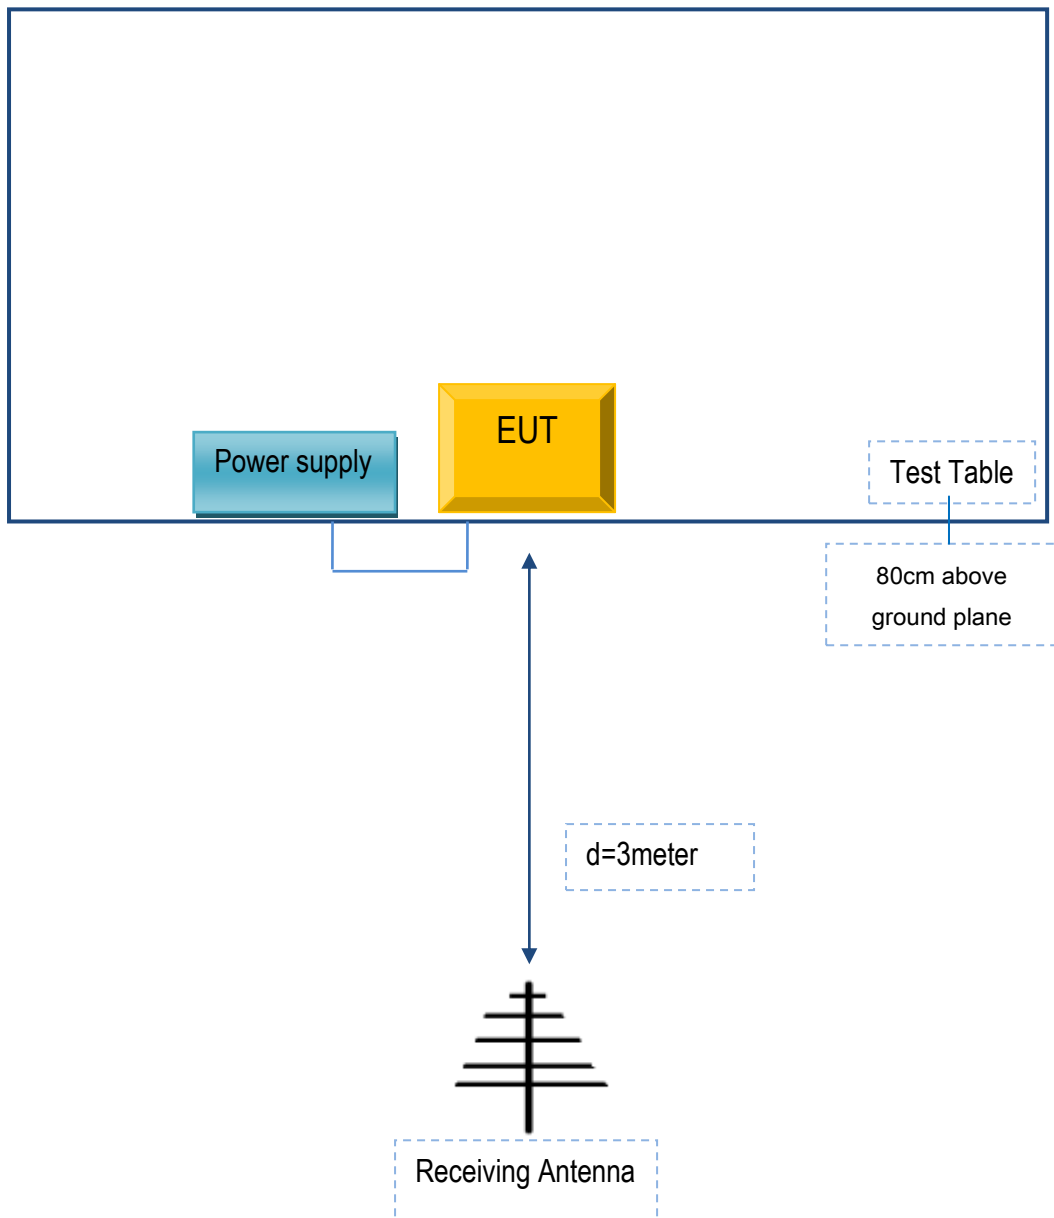 EUT
Power supply
Test Table
80cm above
ground plane
d=3meter
Receiving Antenna